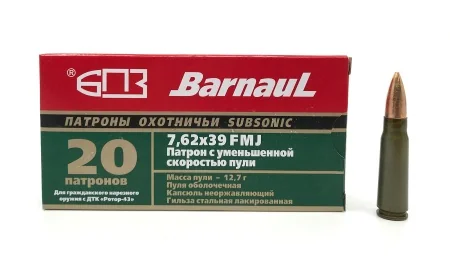 ® БПЗ Barnaul
ПАТРОНЫ ОХОТНИЧЬИ SUBSONIC
20
патронов
Для гражданского нарезного
оружия с ДТК «Ротор-43»
7,62x39 FMJ
Патрон с уменьшенной
скоростью пули
Масса пули – 12,7 г
Пуля оболочечная
Капсюль неоржавляющий
Гильза стальная лакированная